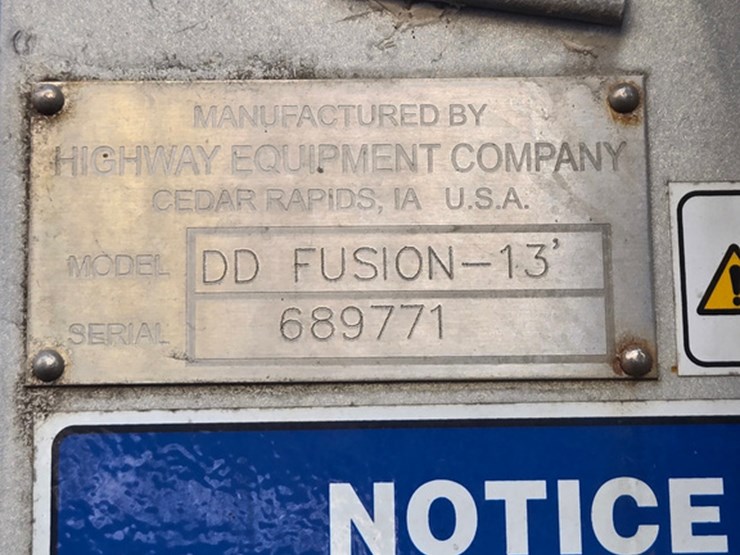 MANUFACTURED BY
HIGHWAY EQUIPMENT COMPANY
CEDAR RAPIDS, IA U.S.A.
MODEL DD FUSION-13'
SERIAL 689771
NOTICE